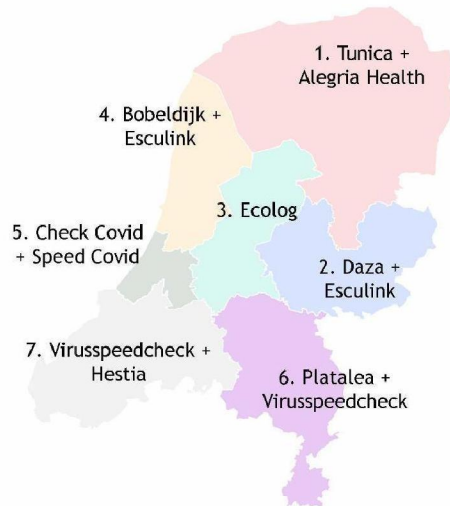 1. Tunica +
Alegria Health
4. Bobeldijk +
Esculink
3. Ecolog
5. Check Covid
+ Speed Covid
2. Daza +
Esculink
7. Virusspeedcheck +
Hestia
6. Platalea +
Virusspeedcheck